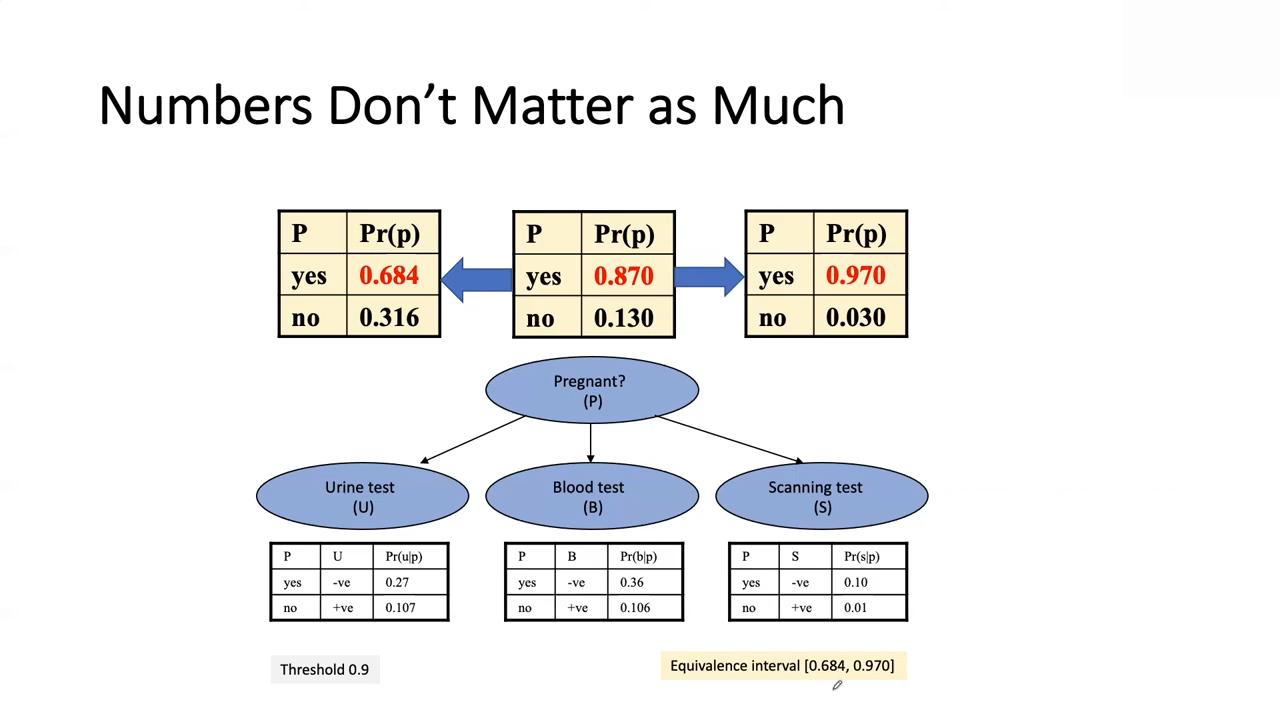 Numbers Don't Matter as Much
P Pr(p)
yes 0.684
no 0.316
P Pr(p)
yes 0.870
no 0.130
P Pr(p)
yes 0.970
no 0.030
Pregnant?
(P)
Urine test
(U)
Blood test
(B)
Scanning test
(S)
P U Pr(u|p)
yes -ve 0.27
no +ve 0.107
P B Pr(b|p)
yes -ve 0.36
no +ve 0.106
P S Pr(s|p)
yes -ve 0.10
no +ve 0.01
Threshold 0.9
Equivalence interval [0.684, 0.970]